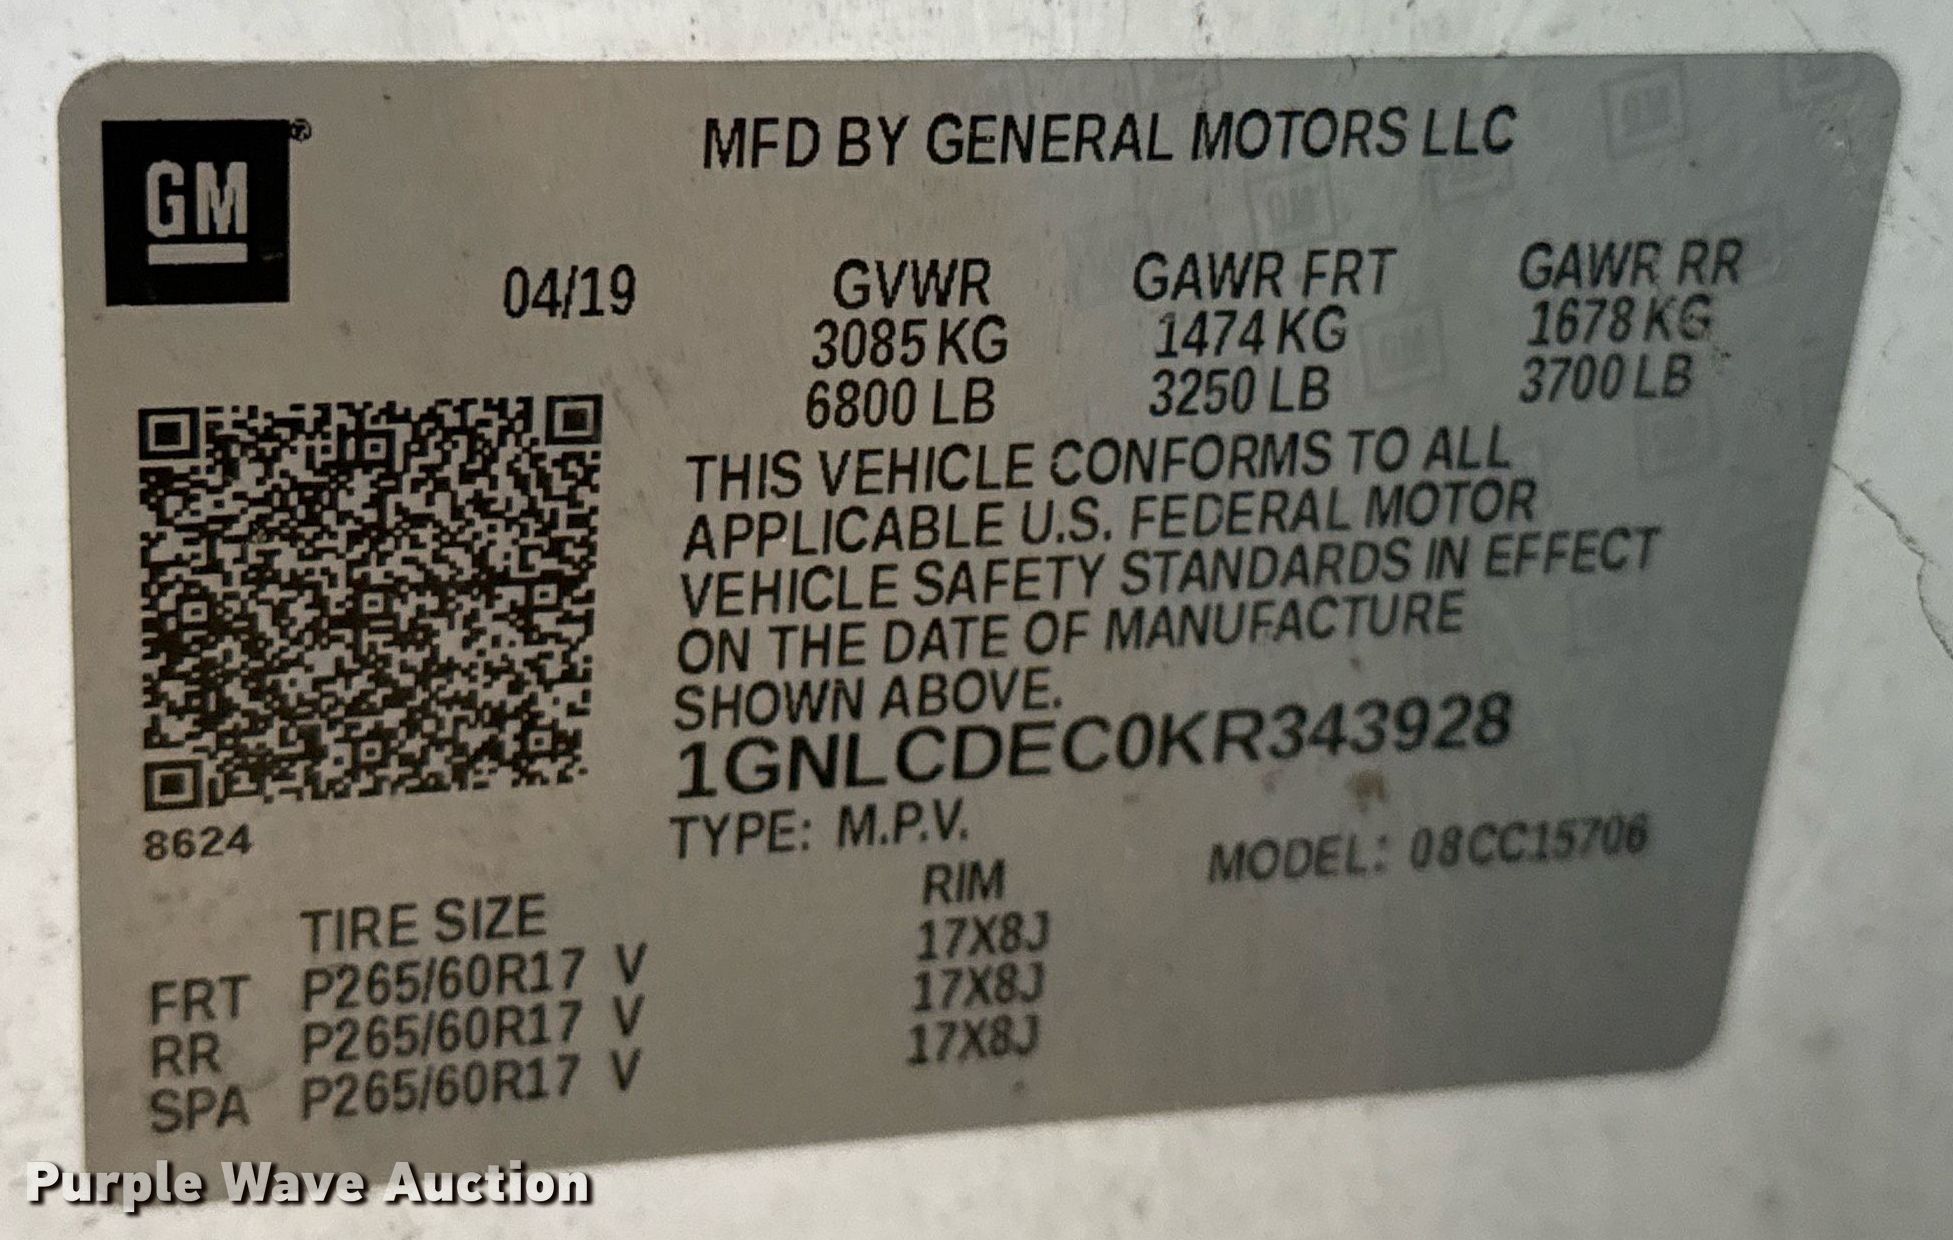 GM
MFD BY GENERAL MOTORS LLC
04/19
GVWR GAWR FRT GAWR RR
3085 KG 1474 KG 1678 KG
6800 LB 3250 LB 3700 LB
THIS VEHICLE CONFORMS TO ALL
APPLICABLE U.S. FEDERAL MOTOR
VEHICLE SAFETY STANDARDS IN EFFECT
ON THE DATE OF MANUFACTURE
SHOWN ABOVE.
1GNLCDEC0KR343928
8624
TYPE: M.P.V. MODEL: 08CC15706
TIRE SIZE RIM
FRT P265/60R17 V 17X8J
RR P265/60R17 V 17X8J
SPA P265/60R17 V 17X8J
Purple Wave Auction